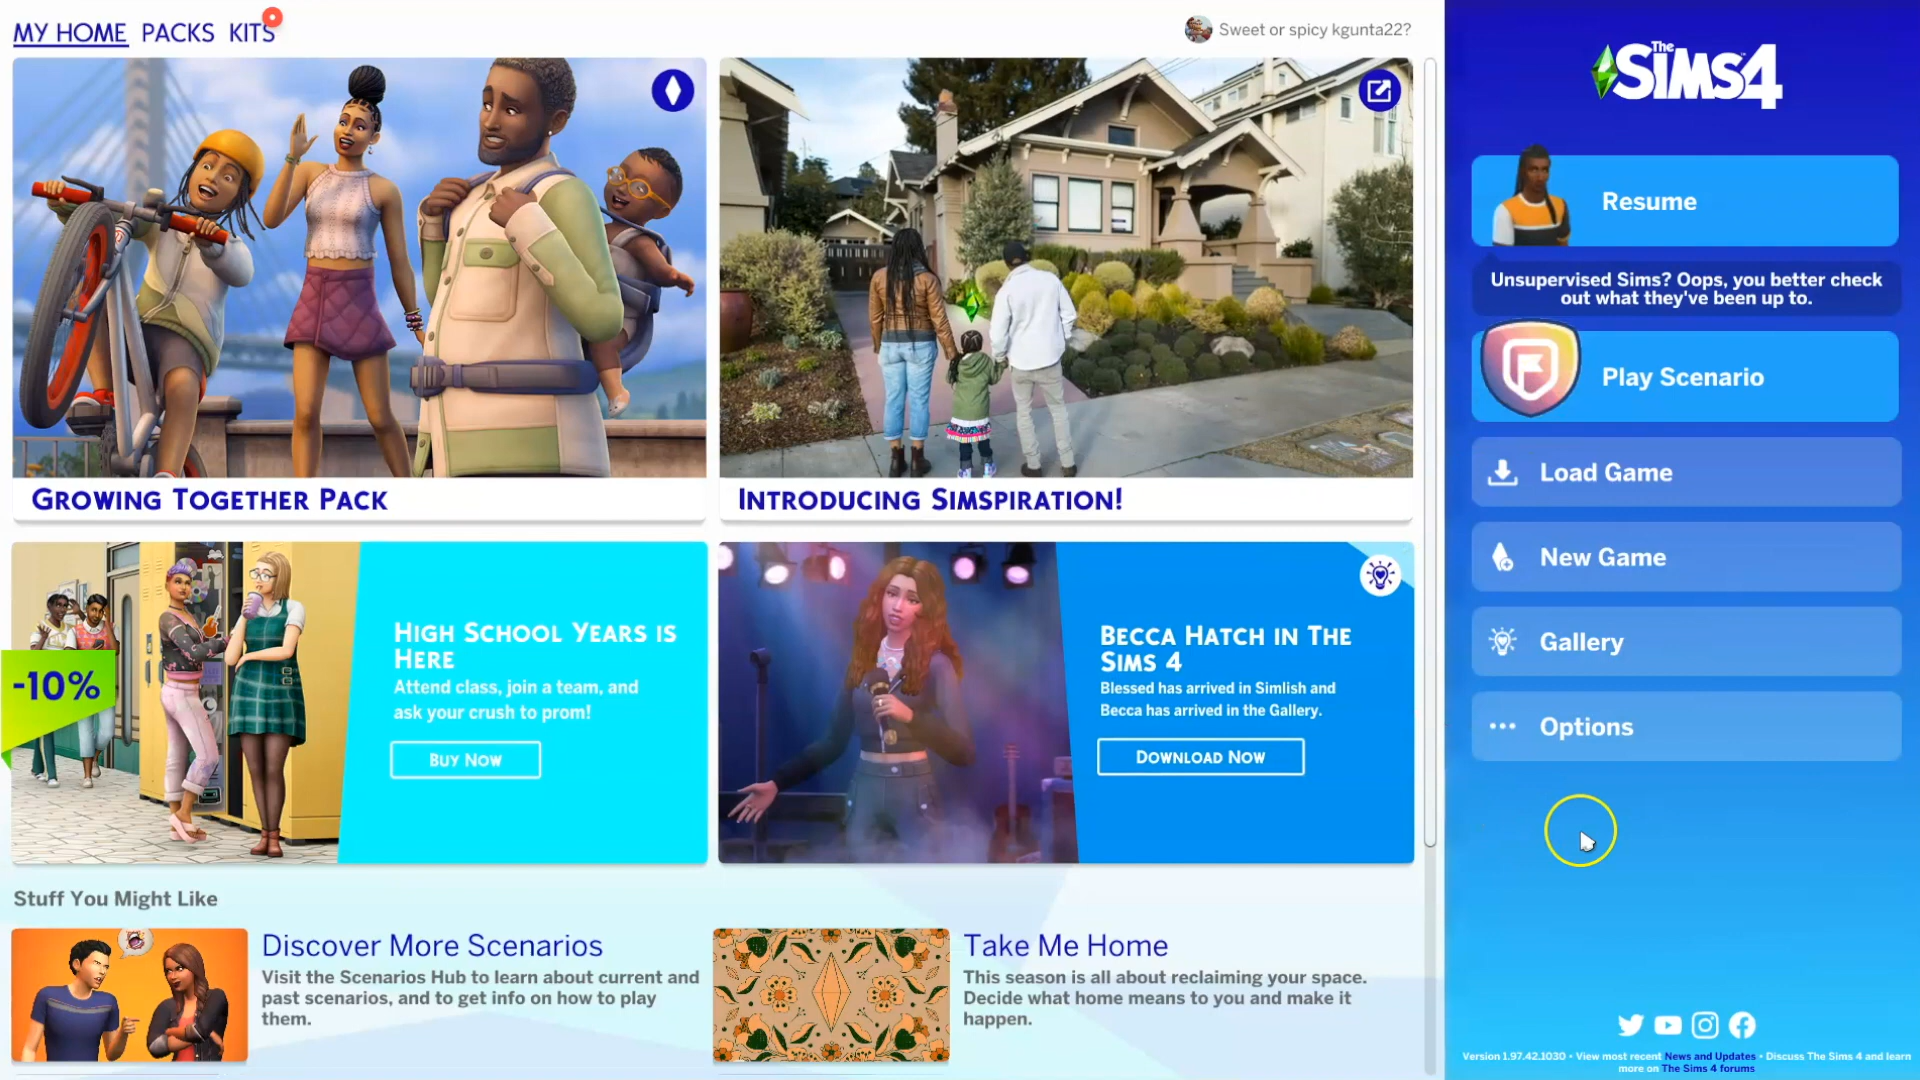 MY HOME PACKS KITS
Sweet or spicy kgunta22?
GROWING TOGETHER PACK
INTRODUCING SIMSPIRATION!
-10%
HIGH SCHOOL YEARS IS
HERE
Attend class, join a team, and
ask your crush to prom!
BUY NOW
BECCA HATCH IN THE
SIMS 4
Blessed has arrived in Simlish and
Becca has arrived in the Gallery.
DOWNLOAD NOW
Stuff You Might Like
Discover More Scenarios
Visit the Scenarios Hub to learn about current and
past scenarios, and to get info on how to play
them.
Take Me Home
This season is all about reclaiming your space.
Decide what home means to you and make it
happen.
The
SIMS 4
Resume
Unsupervised Sims? Oops, you better check
out what they've been up to.
Play Scenario
Load Game
New Game
Gallery
Options
Version 1.97.42.1030 • View most recent News and Updates • Discuss The Sims 4 and learn
more on The Sims 4 forums